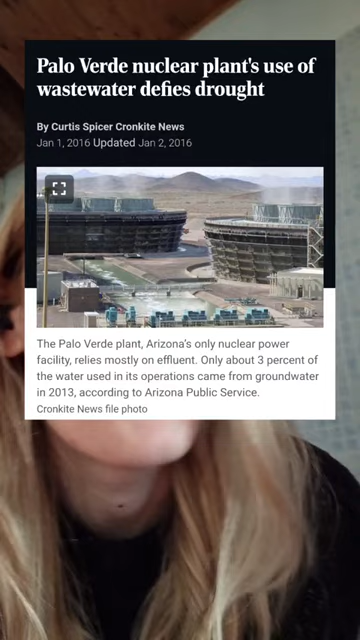 Palo Verde nuclear plant's use of
wastewater defies drought
By Curtis Spicer Cronkite News
Jan 1, 2016 Updated Jan 2, 2016
The Palo Verde plant, Arizona's only nuclear power
facility, relies mostly on effluent. Only about 3 percent of
the water used in its operations came from groundwater
in 2013, according to Arizona Public Service.
Cronkite News file photo